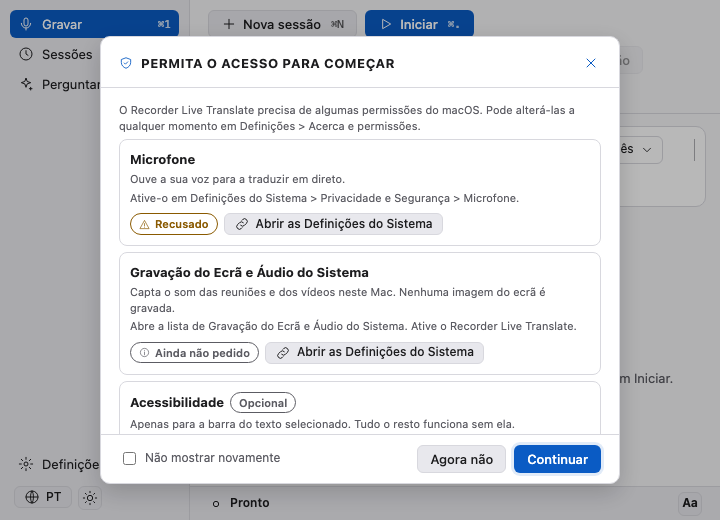 Gravar ⌘1
Nova sessão ⌘N
Iniciar
Sessões
Perguntar
PERMITA O ACESSO PARA COMEÇAR
O Recorder Live Translate precisa de algumas permissões do macOS. Pode alterá-las a
qualquer momento em Definições > Acerca e permissões.
Microfone
Ouve a sua voz para a traduzir em direto.
Ative-o em Definições do Sistema > Privacidade e Segurança > Microfone.
Recusado
Abrir as Definições do Sistema
Gravação do Ecrã e Áudio do Sistema
Capta o som das reuniões e dos vídeos neste Mac. Nenhuma imagem do ecrã é
gravada.
Abre a lista de Gravação do Ecrã e Áudio do Sistema. Ative o Recorder Live Translate.
Ainda não pedido
Abrir as Definições do Sistema
Acessibilidade Opcional
Apenas para a barra do texto selecionado. Tudo o resto funciona sem ela.
Não mostrar novamente
Agora não
Continuar
ês
m Iniciar.
Definiçõe
PT
Pronto
Aa